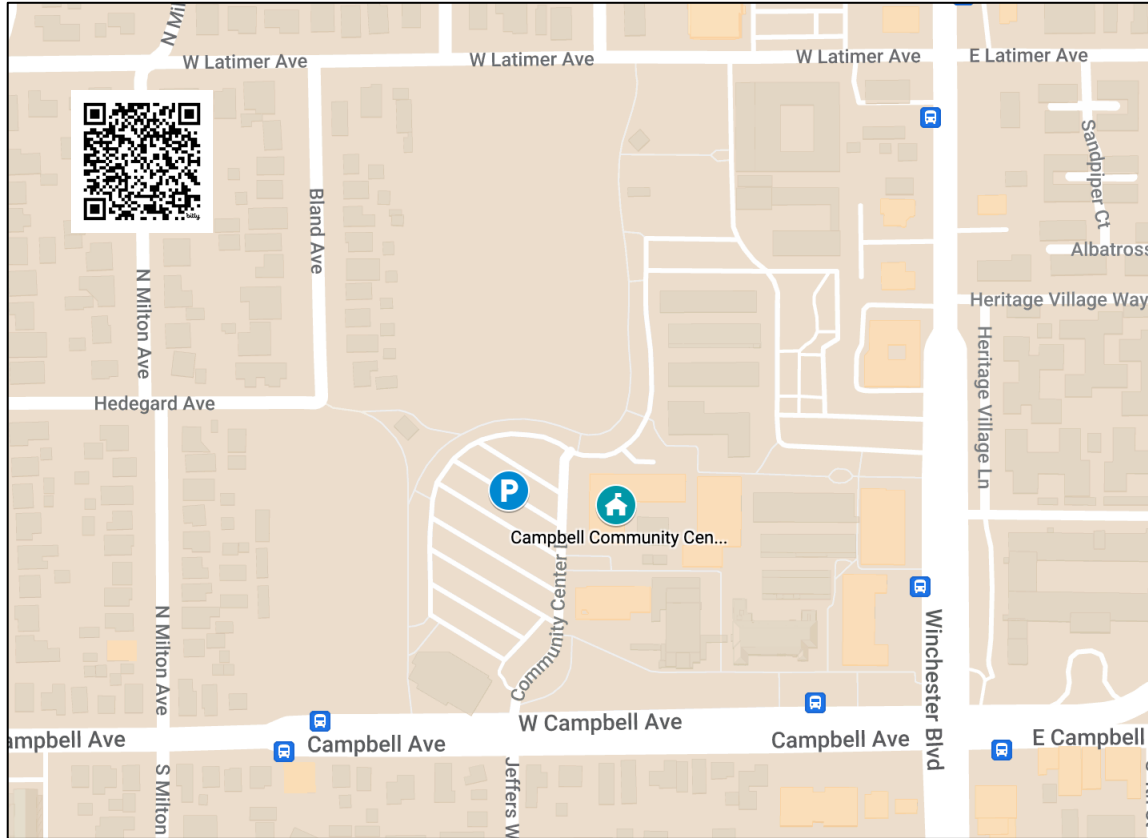 N Mi
W Latimer Ave
W Latimer Ave
W Latimer Ave
E Latimer Ave
bitly
Sandpiper Ct
Bland Ave
Albatross
N Milton Ave
Heritage Village Way
Heritage Village Ln
Hedegard Ave
P
Campbell Community Cen...
Community Center
N Milton Ave
Winchester Blvd
W Campbell Ave
ampbell Ave
Campbell Ave
Campbell Ave
E Campbell
S Milton
Jeffers W